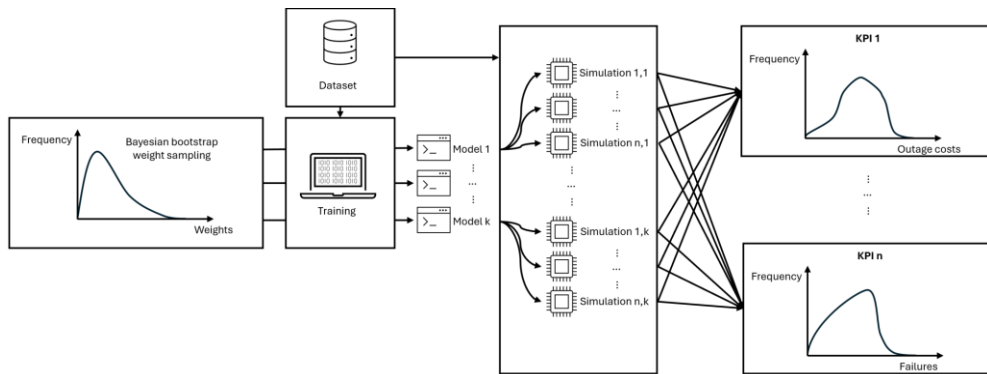 Dataset
Frequency
Bayesian bootstrap
weight sampling
Weights
Training
>_ Model 1
⋮
...
⋮
>_
>_ Model k
Simulation 1,1
⋮
...
⋮
Simulation n,1
⋮
...
⋮
Simulation 1,k
⋮
...
⋮
Simulation n,k
KPI 1
Frequency
Outage costs
⋮
...
⋮
KPI n
Frequency
Failures